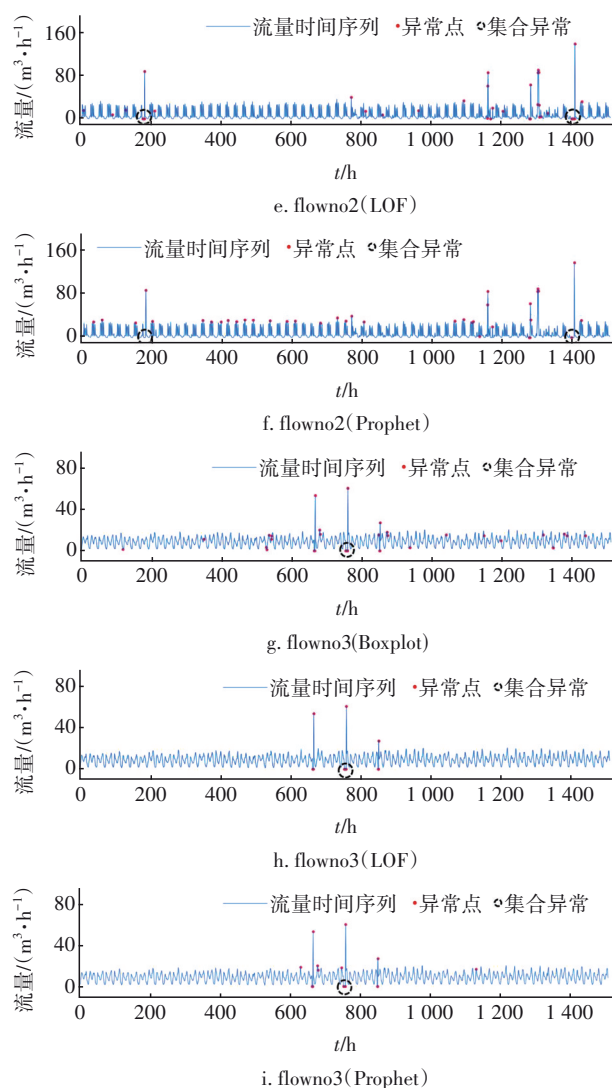 流量时间序列 异常点 集合异常
流量/(m³·h⁻¹)
160
80
0
0 200 400 600 800 1 000 1 200 1 400
t/h
e. flowno2(LOF)
流量时间序列 异常点 集合异常
流量/(m³·h⁻¹)
160
80
0
0 200 400 600 800 1 000 1 200 1 400
t/h
f. flowno2(Prophet)
流量时间序列 异常点 集合异常
流量/(m³·h⁻¹)
80
40
0
0 200 400 600 800 1 000 1 200 1 400
t/h
g. flowno3(Boxplot)
流量时间序列 异常点 集合异常
流量/(m³·h⁻¹)
80
40
0
0 200 400 600 800 1 000 1 200 1 400
t/h
h. flowno3(LOF)
流量时间序列 异常点 集合异常
流量/(m³·h⁻¹)
80
40
0
0 200 400 600 800 1 000 1 200 1 400
t/h
i. flowno3(Prophet)